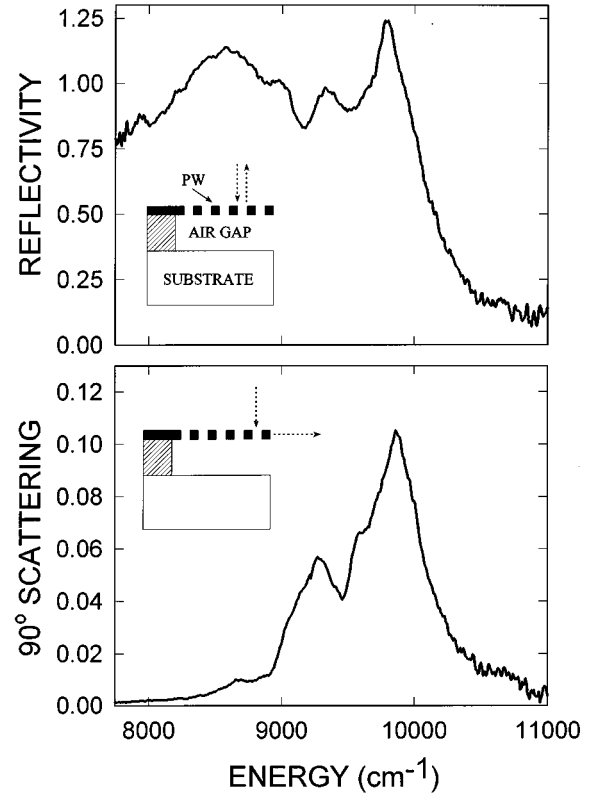 REFLECTIVITY
1.25
1.00
0.75
0.50
0.25
0.00
PW
AIR GAP
SUBSTRATE
90° SCATTERING
0.12
0.10
0.08
0.06
0.04
0.02
0.00
8000 9000 10000 11000
ENERGY (cm⁻¹)